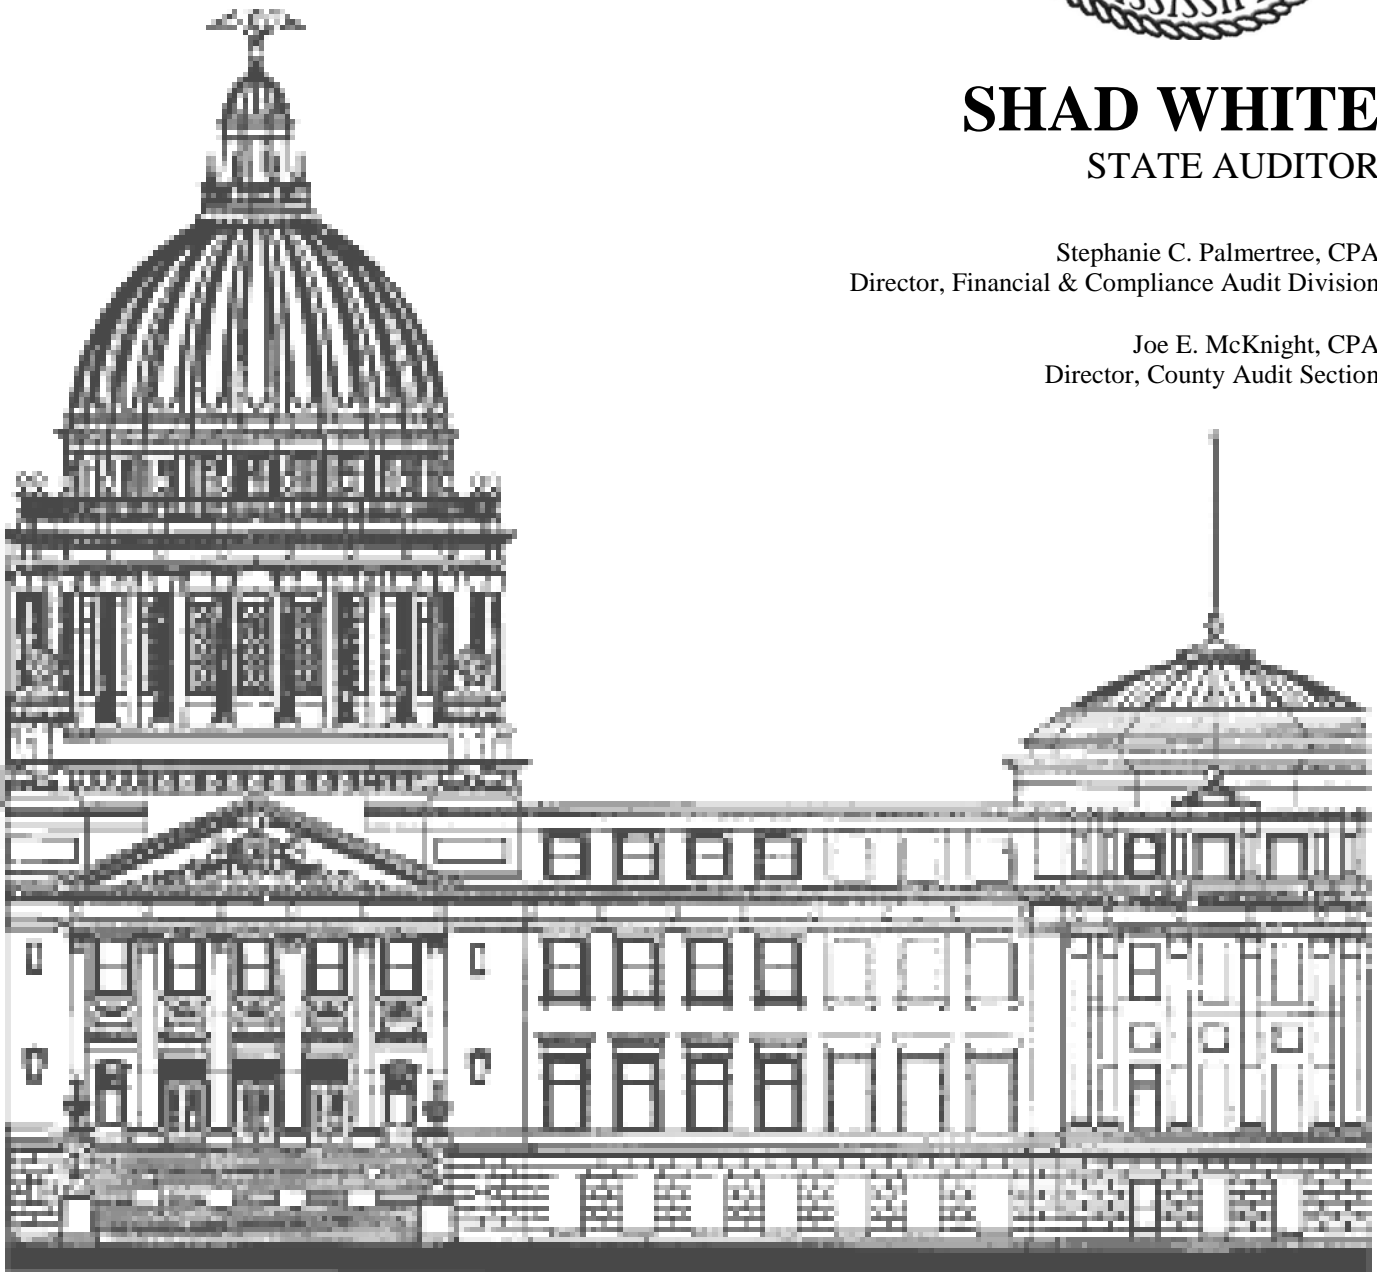 SHAD WHITE
STATE AUDITOR
Stephanie C. Palmertree, CPA
Director, Financial & Compliance Audit Division
Joe E. McKnight, CPA
Director, County Audit Section